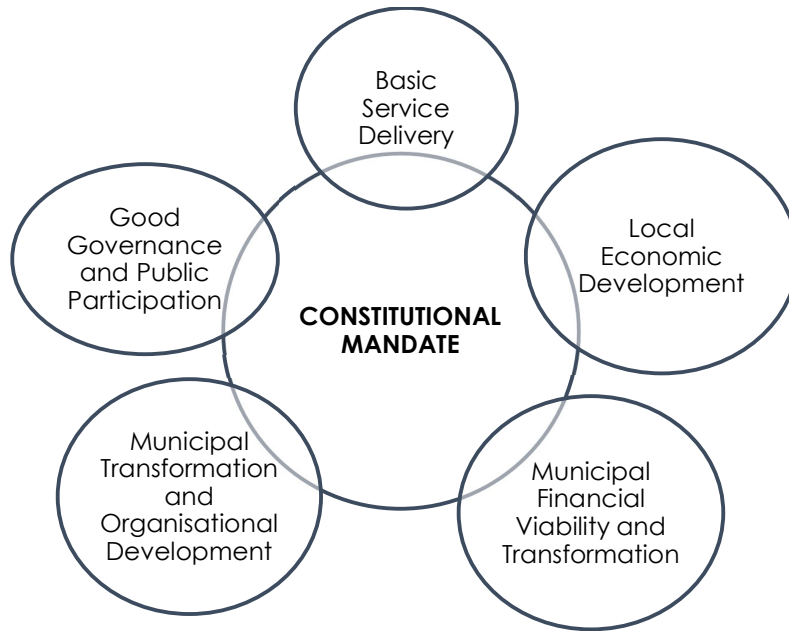 Basic
Service
Delivery
Good
Governance
and Public
Participation
Local
Economic
Development
CONSTITUTIONAL
MANDATE
Municipal
Transformation
and
Organisational
Development
Municipal
Financial
Viability and
Transformation